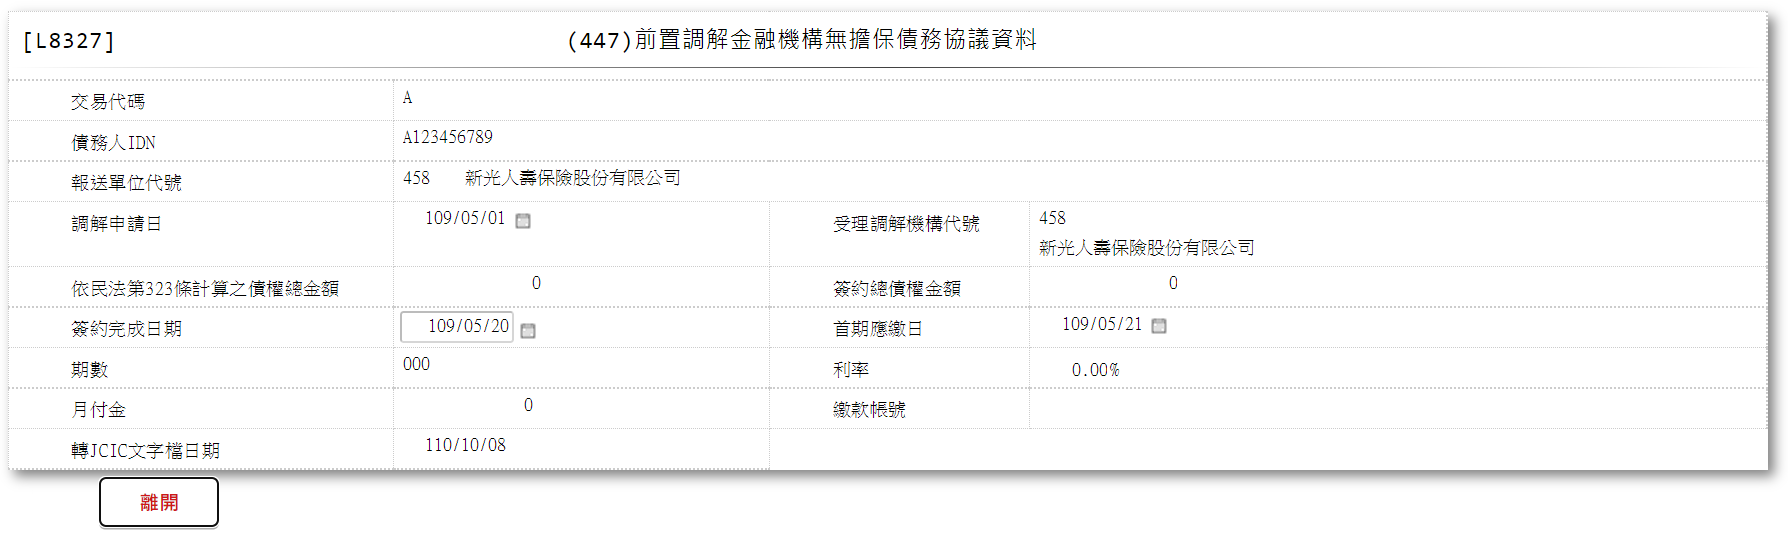 [L8327] (447)前置調解金融機構無擔保債務協議資料
交易代碼 A
債務人IDN A123456789
報送單位代號 458 新光人壽保險股份有限公司
調解申請日 109/05/01 受理調解機構代號 458
新光人壽保險股份有限公司
依民法第323條計算之債權總金額 0 簽約總債權金額 0
簽約完成日期 109/05/20 首期應繳日 109/05/21
期數 000 利率 0.00%
月付金 0 繳款帳號
轉JCIC文字檔日期 110/10/08
離開